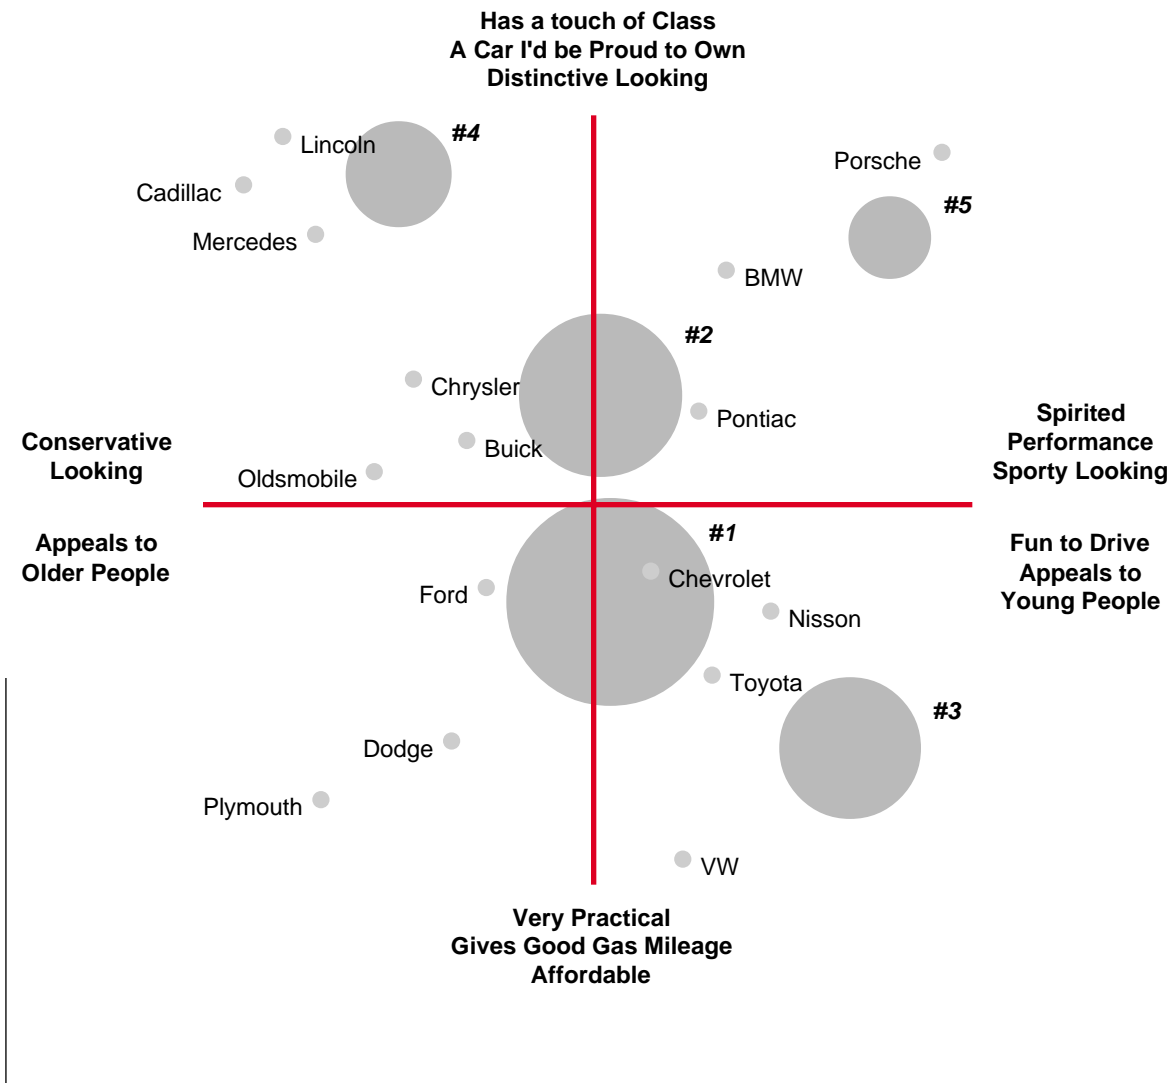 Has a touch of Class
A Car I'd be Proud to Own
Distinctive Looking
#4
Lincoln
Porsche
Cadillac
#5
Mercedes
BMW
#2
Chrysler
Pontiac
Buick
Oldsmobile
Conservative
Looking
Spirited
Performance
Sporty Looking
Appeals to
Older People
#1
Fun to Drive
Appeals to
Young People
Chevrolet
Ford
Nisson
Toyota
#3
Dodge
Plymouth
VW
Very Practical
Gives Good Gas Mileage
Affordable